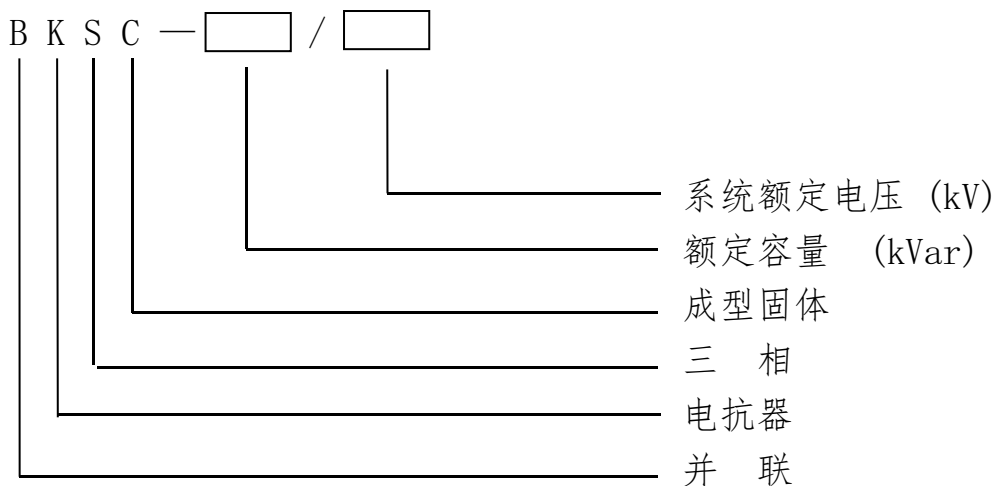 BKSC—□/□
系统额定电压 (kV)
额定容量 (kVar)
成型固体
三 相
电抗器
并 联